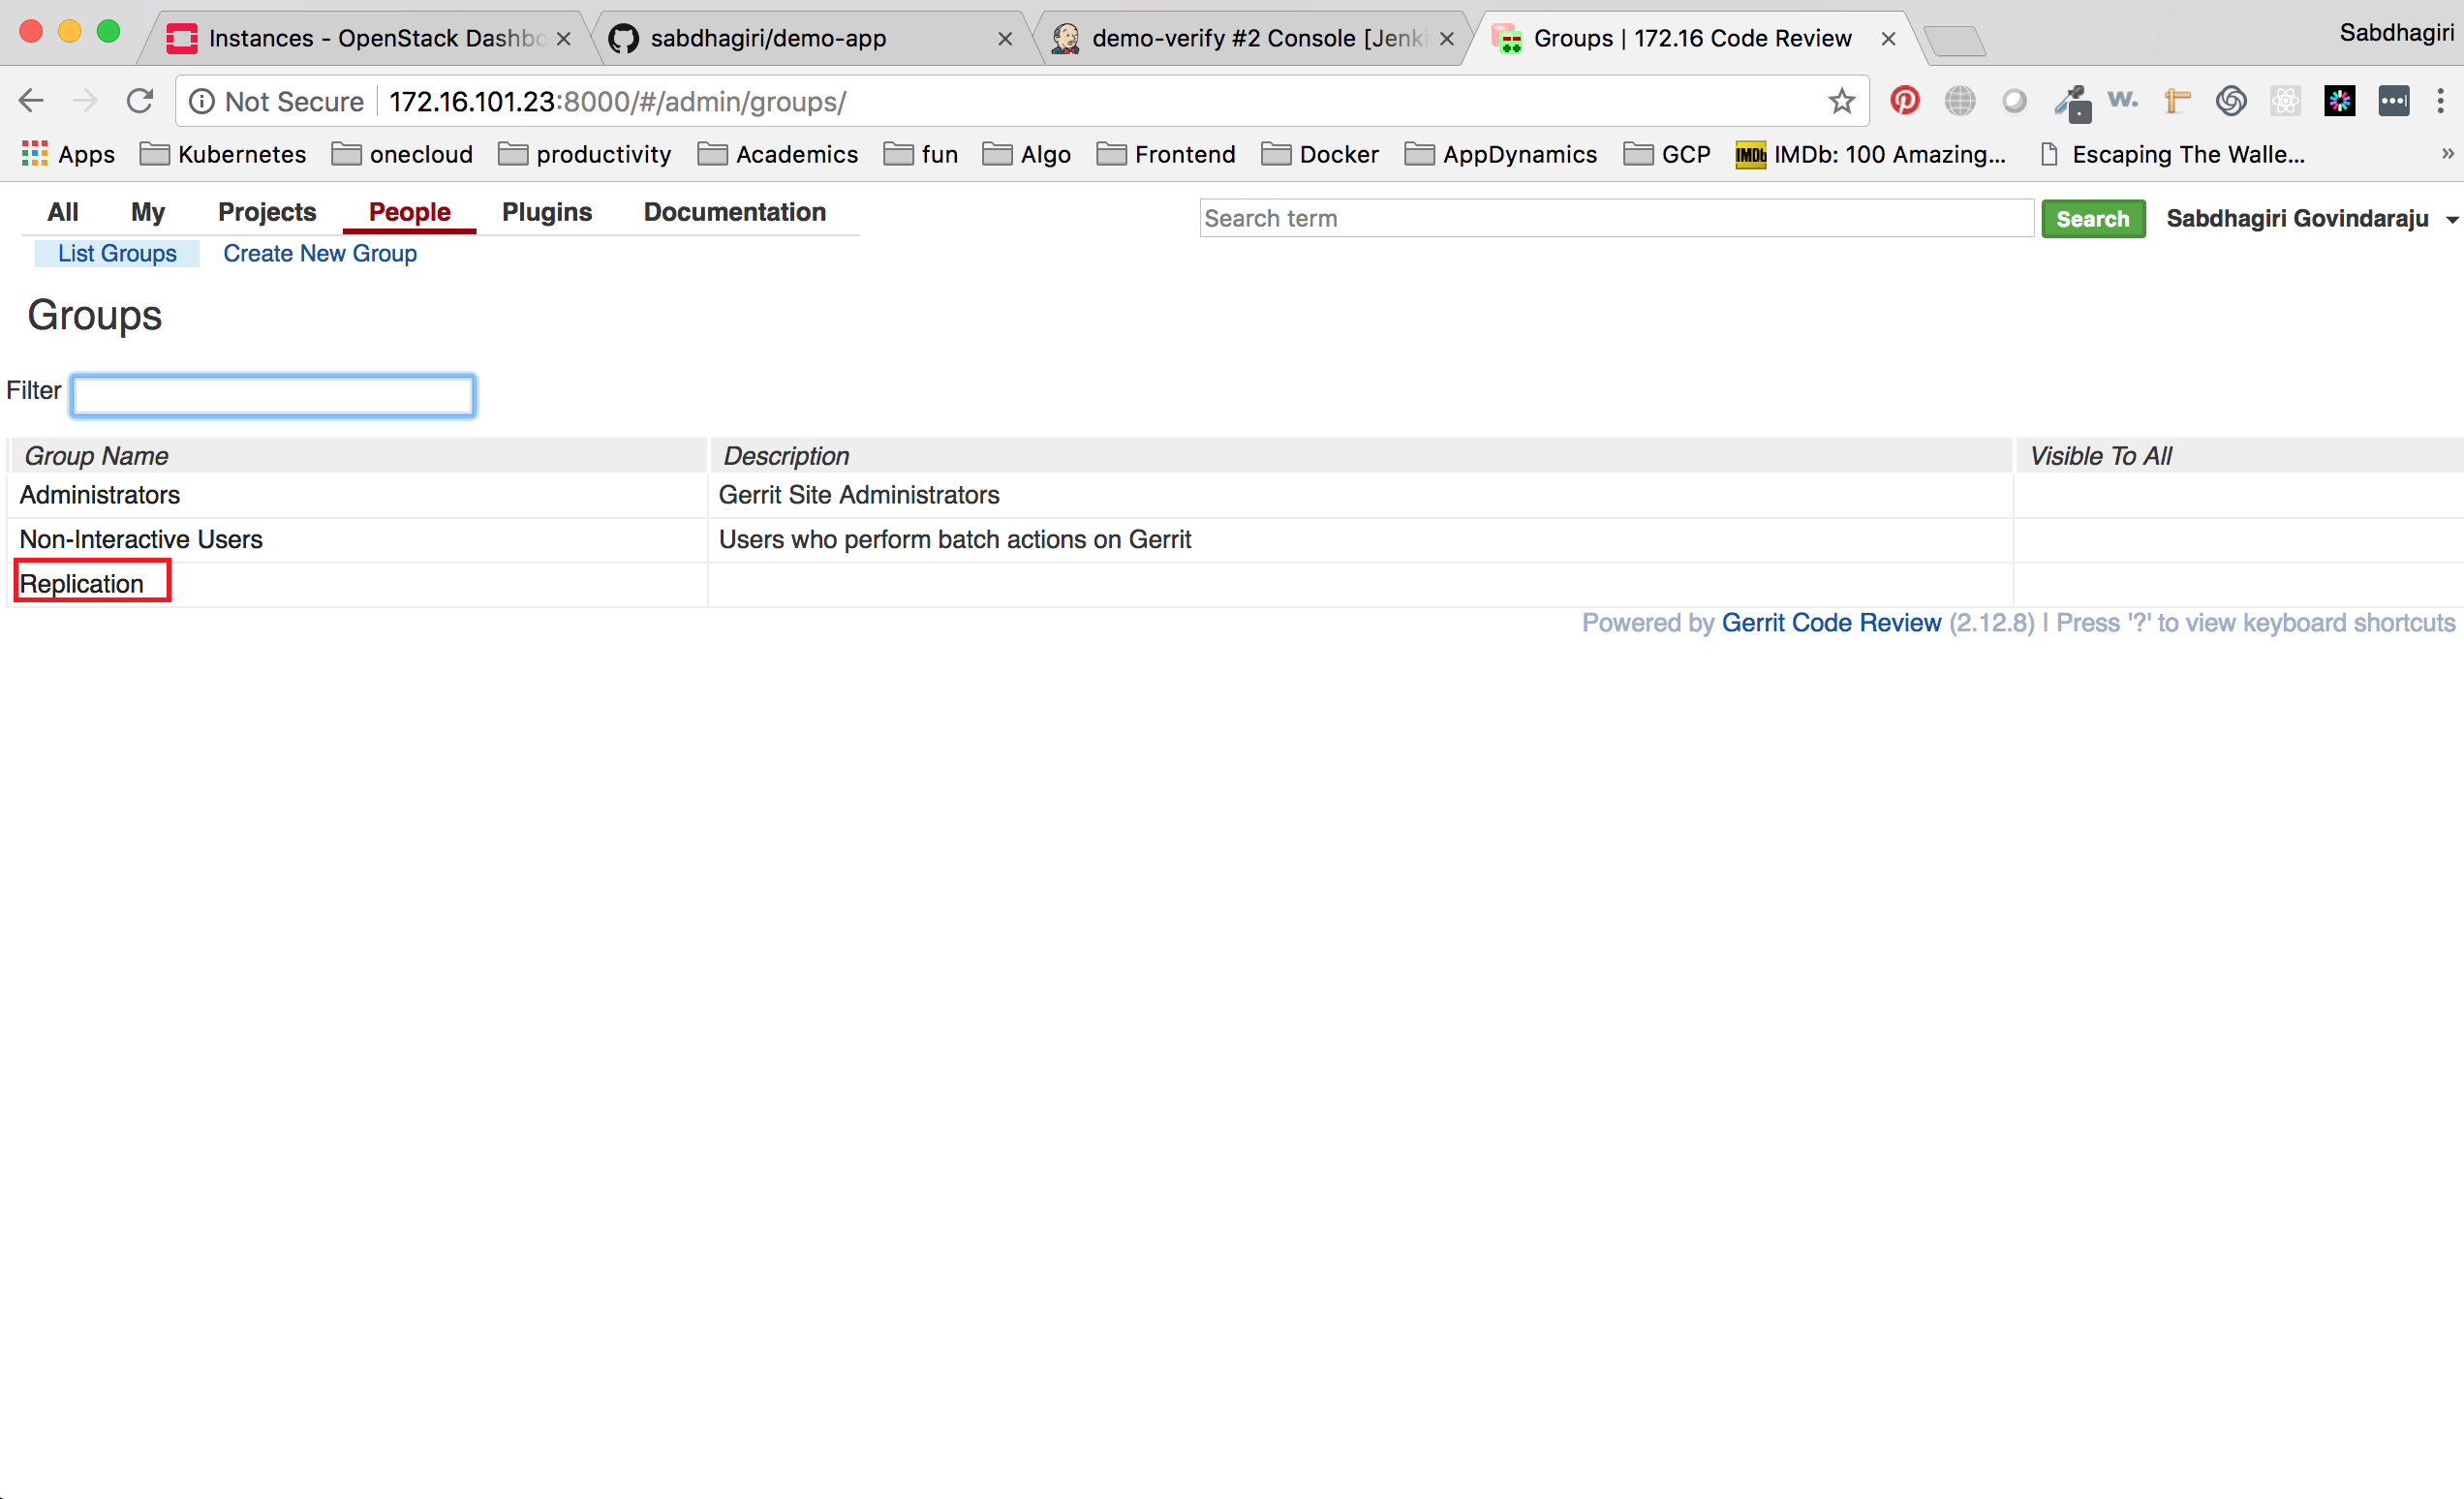 Instances - OpenStack Dashbo
sabdhagiri/demo-app
demo-verify #2 Console [Jenki
Groups | 172.16 Code Review
Sabdhagiri
Not Secure
172.16.101.23:8000/#/admin/groups/
w.
Apps
Kubernetes
onecloud
productivity
Academics
fun
Algo
Frontend
Docker
AppDynamics
GCP
IMDb
IMDb: 100 Amazing...
Escaping The Walle...
»
All
My
Projects
People
Plugins
Documentation
Search term
Search
Sabdhagiri Govindaraju
List Groups
Create New Group
Groups
Filter
Group Name
Description
Visible To All
Administrators
Gerrit Site Administrators
Non-Interactive Users
Users who perform batch actions on Gerrit
Replication
Powered by Gerrit Code Review (2.12.8) | Press '?' to view keyboard shortcuts